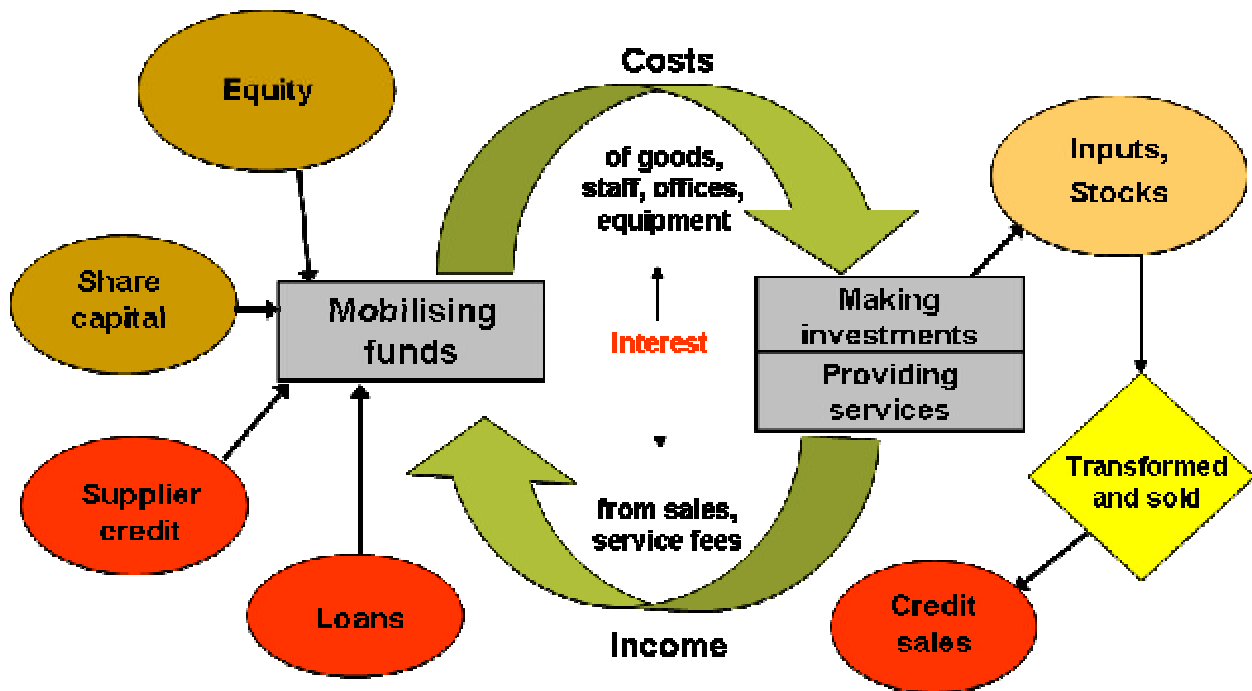 Costs
Equity
of goods,
staff, offices,
equipment
Inputs,
Stocks
Share
capital
Mobilising
funds
Interest
Making
investments
Providing
services
Supplier
credit
Loans
from sales,
service fees
Income
Transformed
and sold
Credit
sales